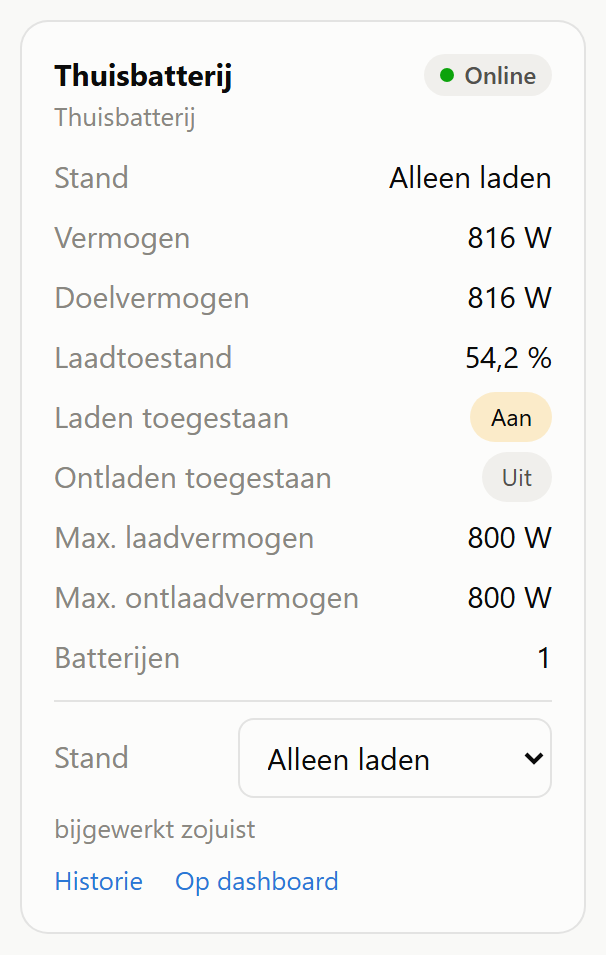 Thuisbatterij Online
Thuisbatterij
Stand Alleen laden
Vermogen 816 W
Doelvermogen 816 W
Laadtoestand 54,2 %
Laden toegestaan Aan
Ontladen toegestaan Uit
Max. laadvermogen 800 W
Max. ontlaadvermogen 800 W
Batterijen 1
Stand Alleen laden
bijgewerkt zojuist
Historie Op dashboard